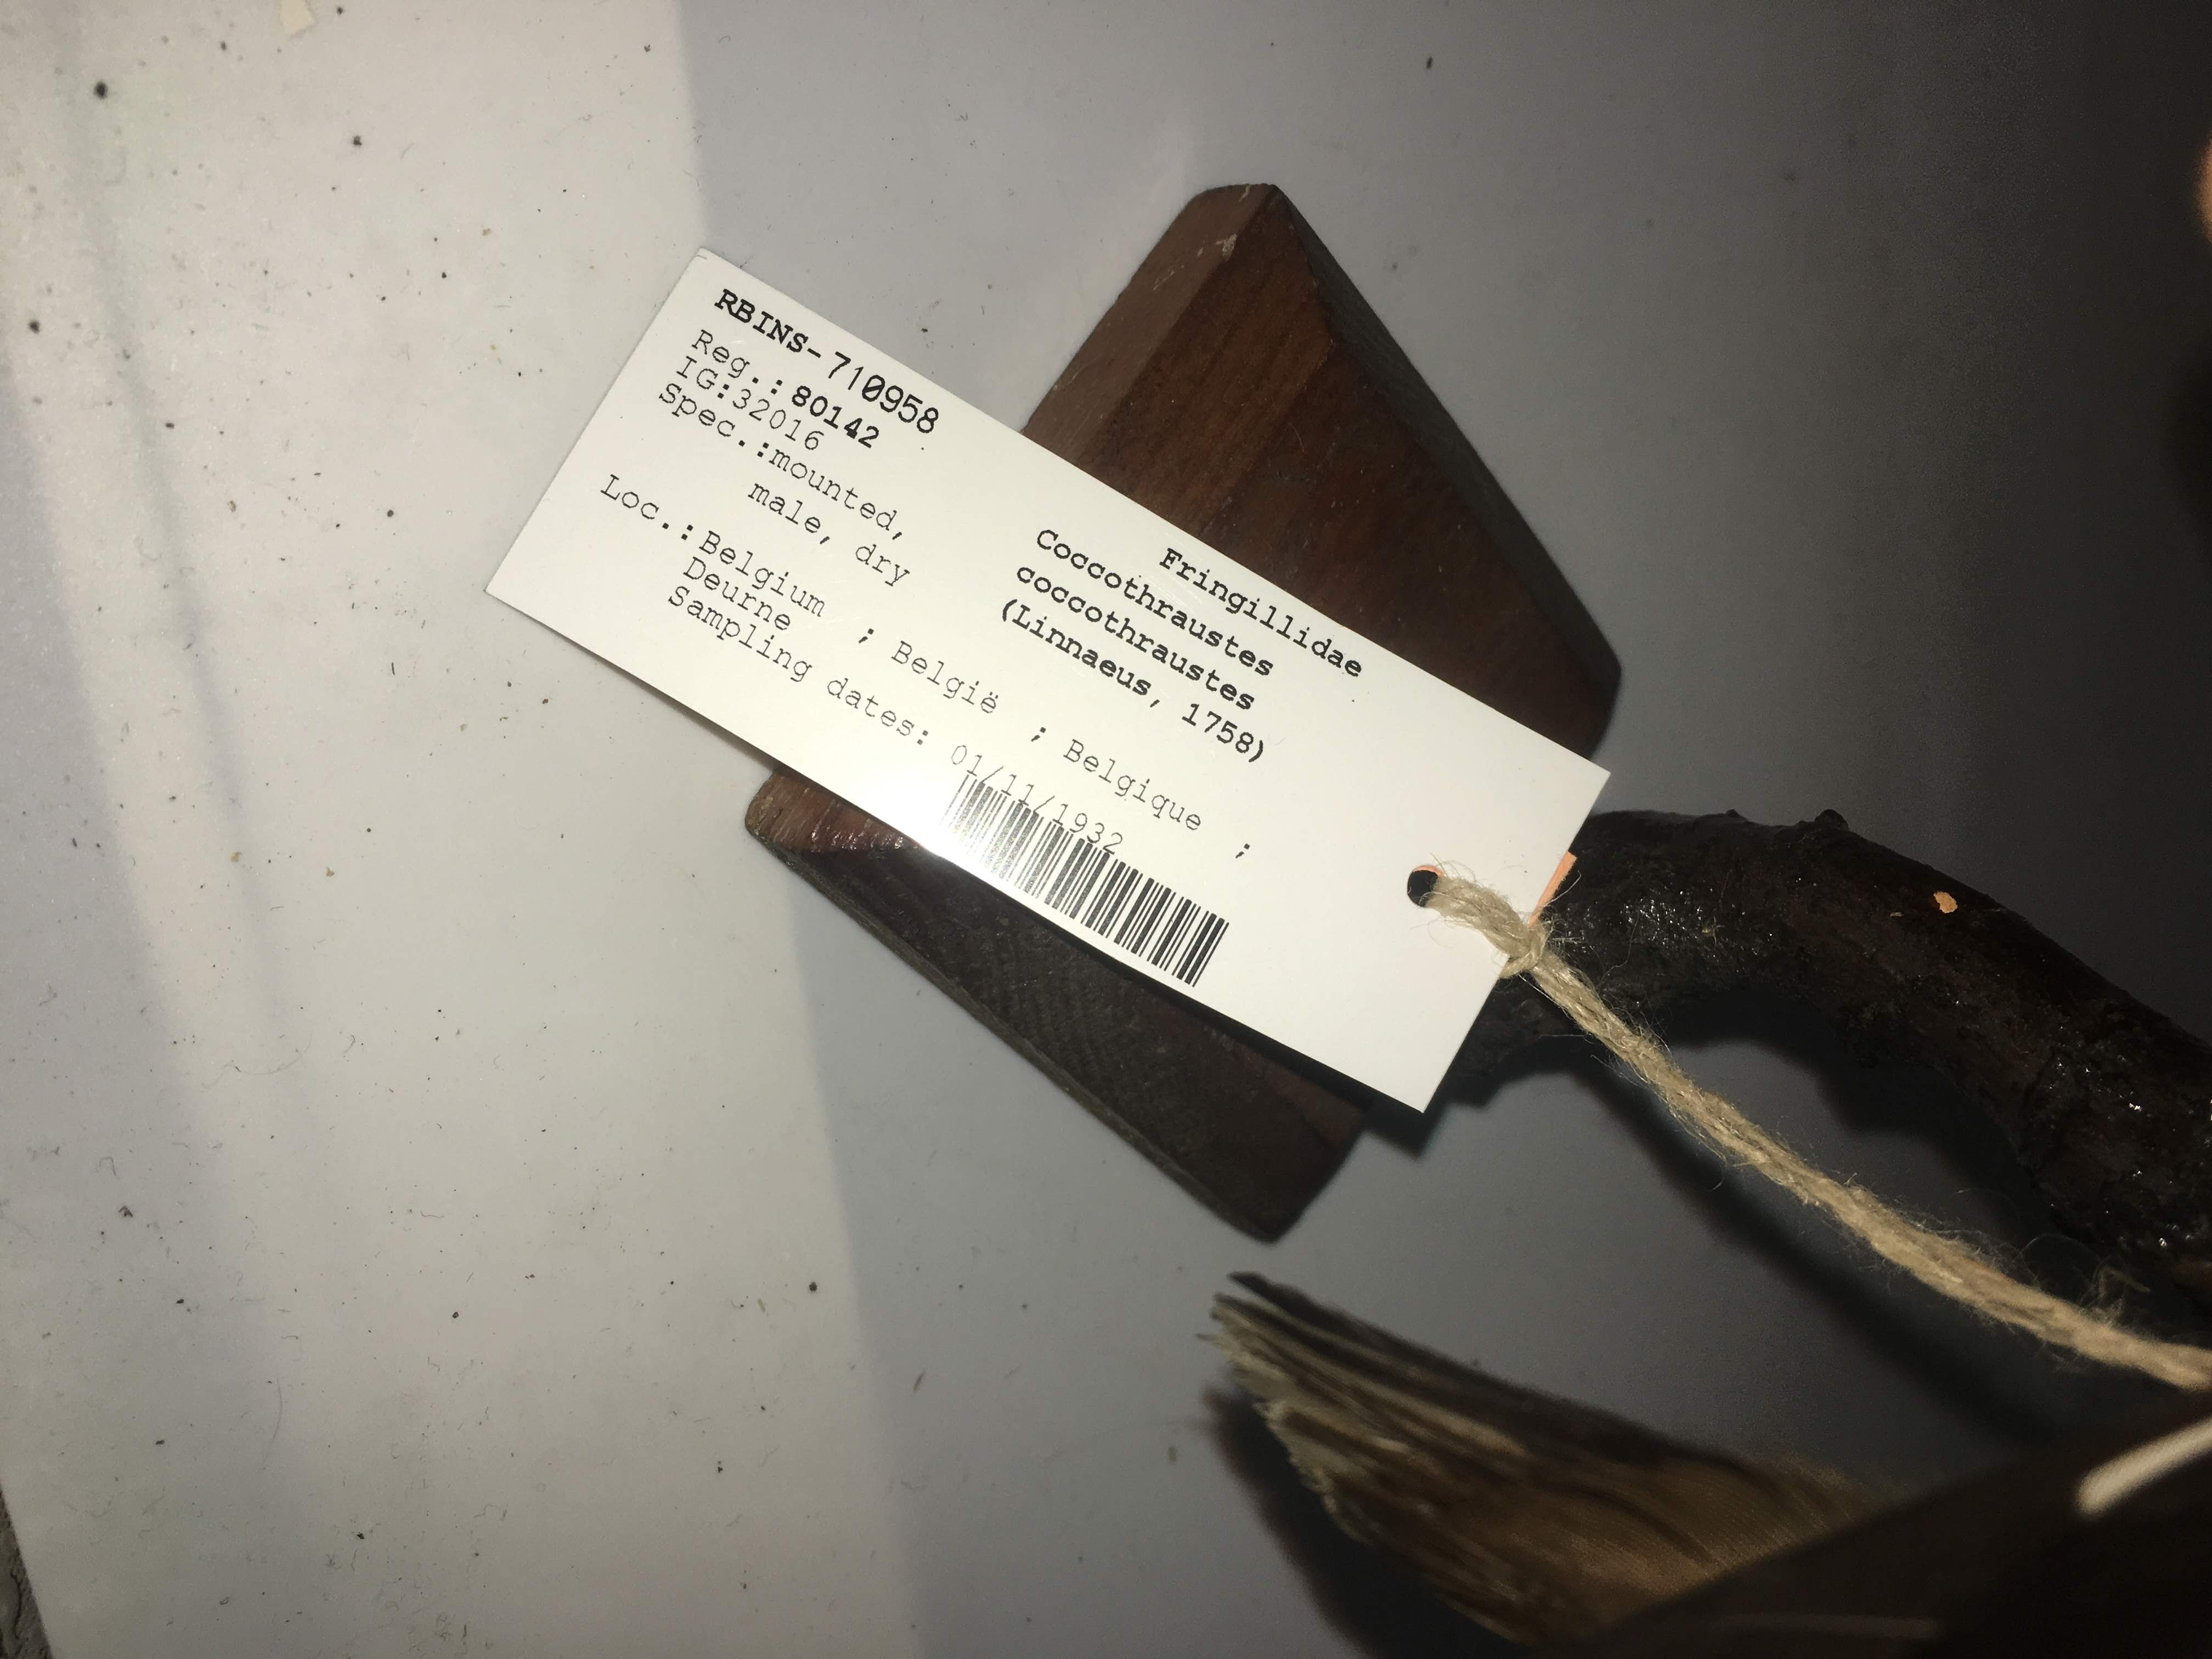 RBINS-710958
Reg.:80142
IG:32016
Spec.:mounted,
male, dry
Fringillidae
Coccothraustes
coccothraustes
(Linnaeus, 1758)
Loc.:Belgium ; België ; Belgique ;
Deurne
Sampling dates: 01/11/1932